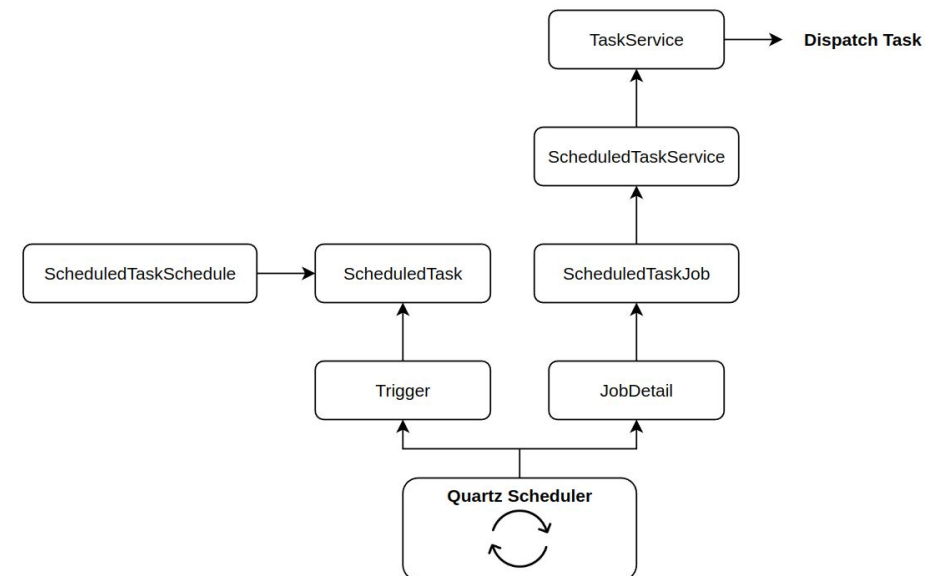 TaskService
Dispatch Task
ScheduledTaskService
ScheduledTaskSchedule
ScheduledTask
ScheduledTaskJob
Trigger
JobDetail
Quartz Scheduler